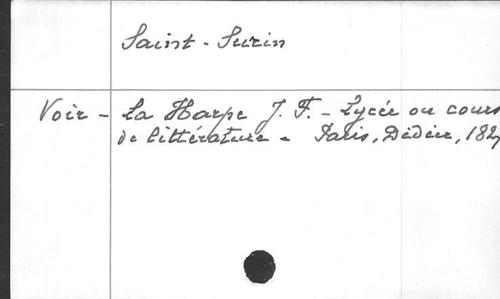 Saint-Surin
Voir - La Harpe J. F. - Lycée ou cours
de littérature - Paris, Didier, 182